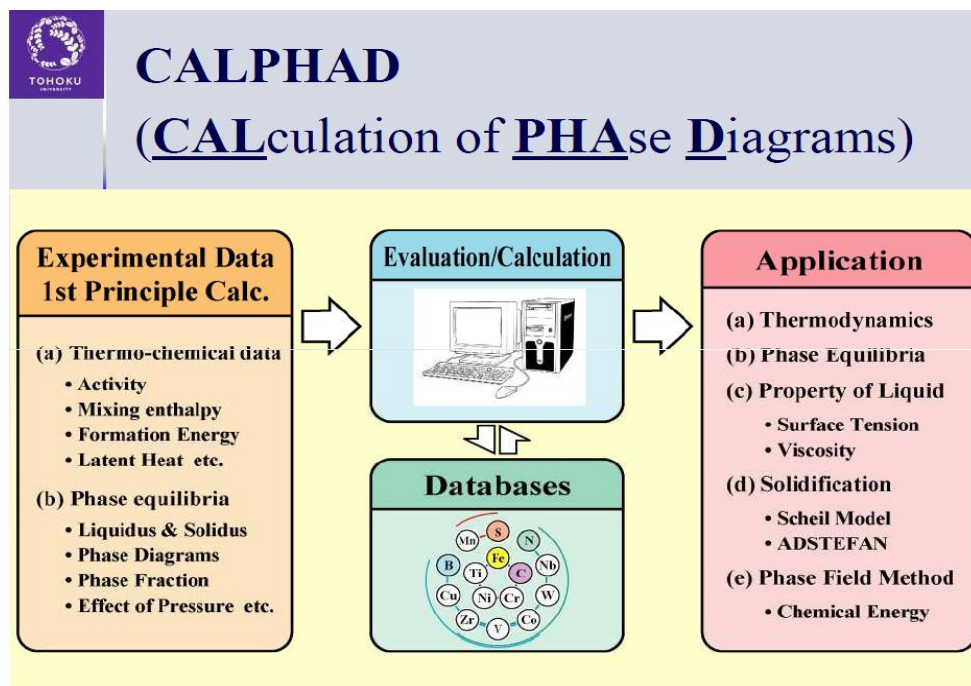 TOHOKU
UNIVERSITY
CALPHAD
(CALculation of PHAse Diagrams)
Experimental Data
1st Principle Calc.
(a) Thermo-chemical data
• Activity
• Mixing enthalpy
• Formation Energy
• Latent Heat etc.
(b) Phase equilibria
• Liquidus & Solidus
• Phase Diagrams
• Phase Fraction
• Effect of Pressure etc.
Evaluation/Calculation
Databases
S
Mn
N
Fe
B
Ti
C
Nb
Cu
Ni
Cr
W
Zr
V
Co
Application
(a) Thermodynamics
(b) Phase Equilibria
(c) Property of Liquid
• Surface Tension
• Viscosity
(d) Solidification
• Scheil Model
• ADSTEFAN
(e) Phase Field Method
• Chemical Energy